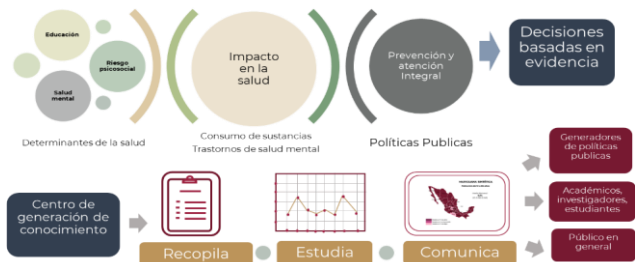 Educación
Riesgo
psicosocial
Salud
mental
Determinantes de la salud
Impacto
en la
salud
Consumo de sustancias
Trastornos de salud mental
Prevención y
atención
Integral
Políticas Publicas
Decisiones
basadas en
evidencia
Centro de
generación de
conocimiento
Recopila
Estudia
Comunica
Generadores
de políticas
publicas
Académicos,
investigadores,
estudiantes
Público en
general